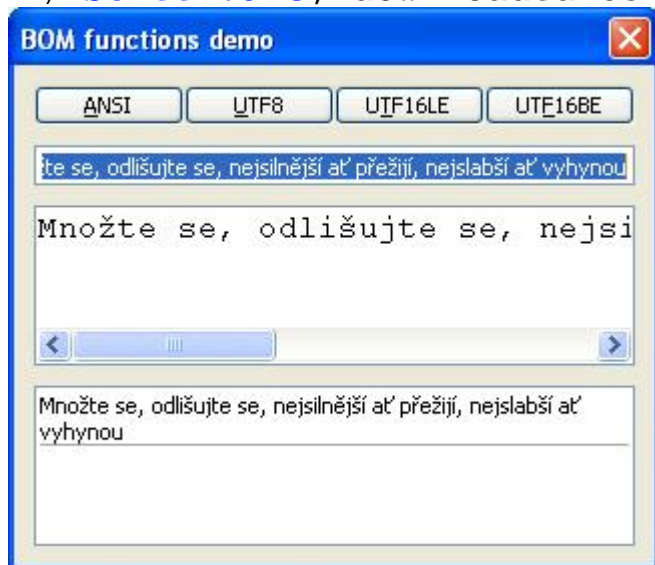 BOM functions demo
ANSI UTF8 UTF16LE UTF16BE
te se, odlišujte se, nejsilnější ať přežijí, nejslabší ať vyhynou
Množte se, odlišujte se, nejsi
Množte se, odlišujte se, nejsilnější ať přežijí, nejslabší ať
vyhynou